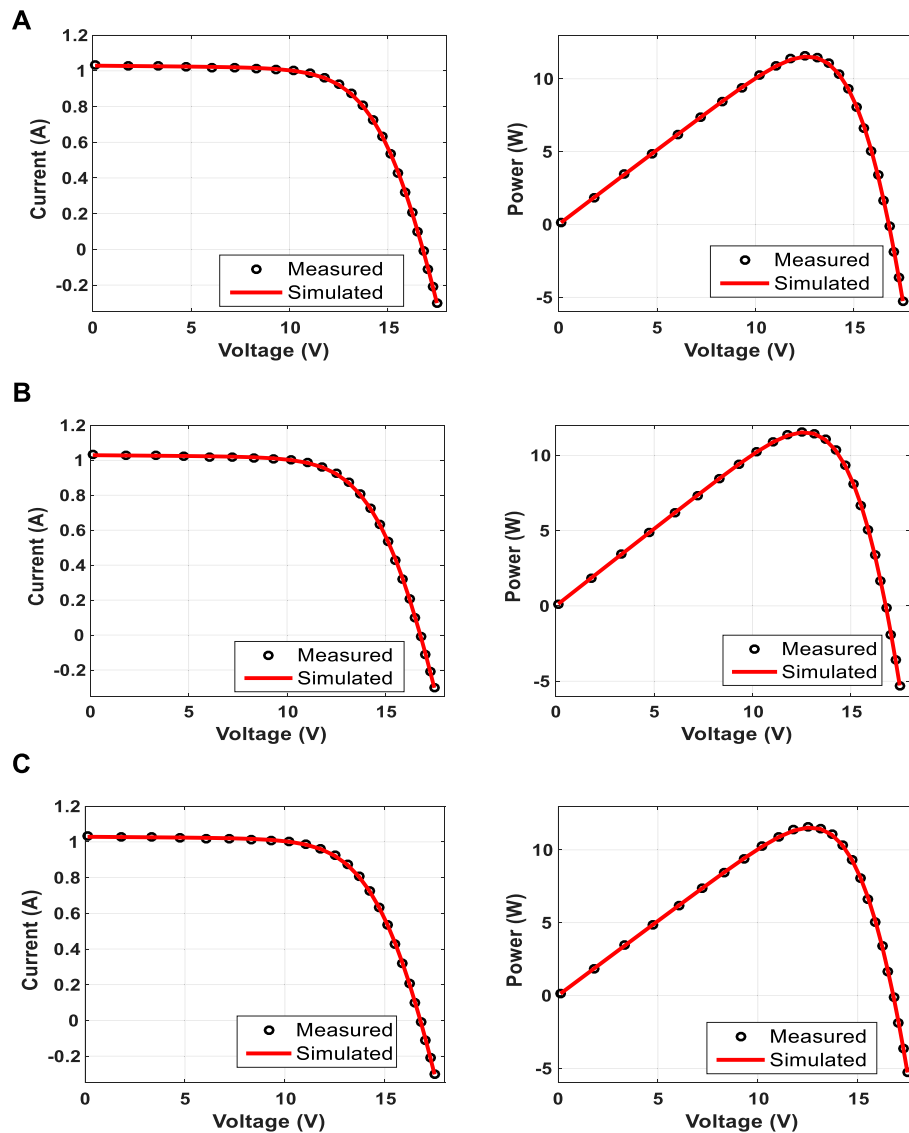 A
Current (A)
1.2
1
0.8
0.6
0.4
0.2
0
-0.2
Measured
Simulated
0 5 10 15
Voltage (V)
Power (W)
10
5
0
-5
Measured
Simulated
0 5 10 15
Voltage (V)
B
Current (A)
1.2
1
0.8
0.6
0.4
0.2
0
-0.2
Measured
Simulated
0 5 10 15
Voltage (V)
Power (W)
10
5
0
-5
Measured
Simulated
0 5 10 15
Voltage (V)
C
Current (A)
1.2
1
0.8
0.6
0.4
0.2
0
-0.2
Measured
Simulated
0 5 10 15
Voltage (V)
Power (W)
10
5
0
-5
Measured
Simulated
0 5 10 15
Voltage (V)